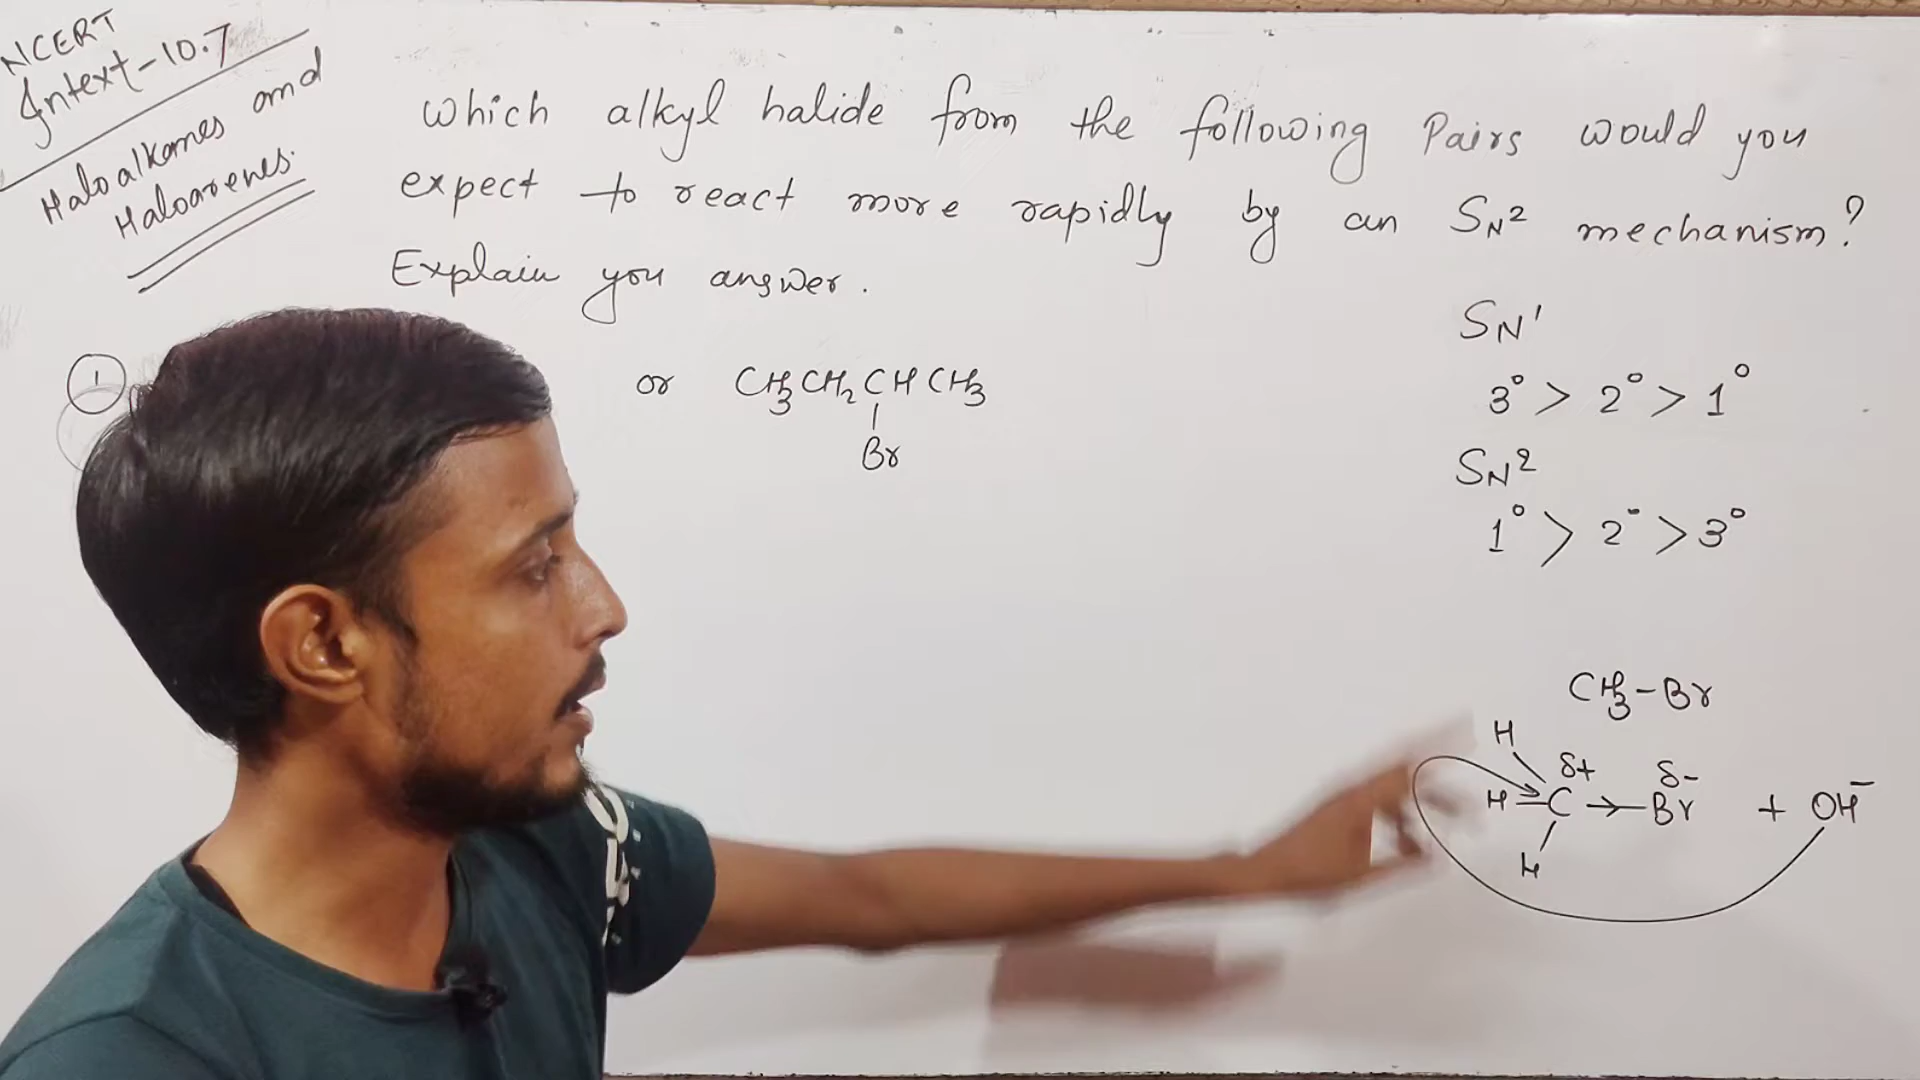 NCERT
Intext-10.7
Haloalkanes and
Haloarenes.
Which alkyl halide from the following Pairs would you
expect to react more rapidly by an SN2 mechanism?
Explain you answer.
1
or CH3CH2CHCH3
Br
SN1
3° > 2° > 1°
SN2
1° > 2° > 3°
CH3-Br
H
δ+ δ-
H C Br + OH⁻
H